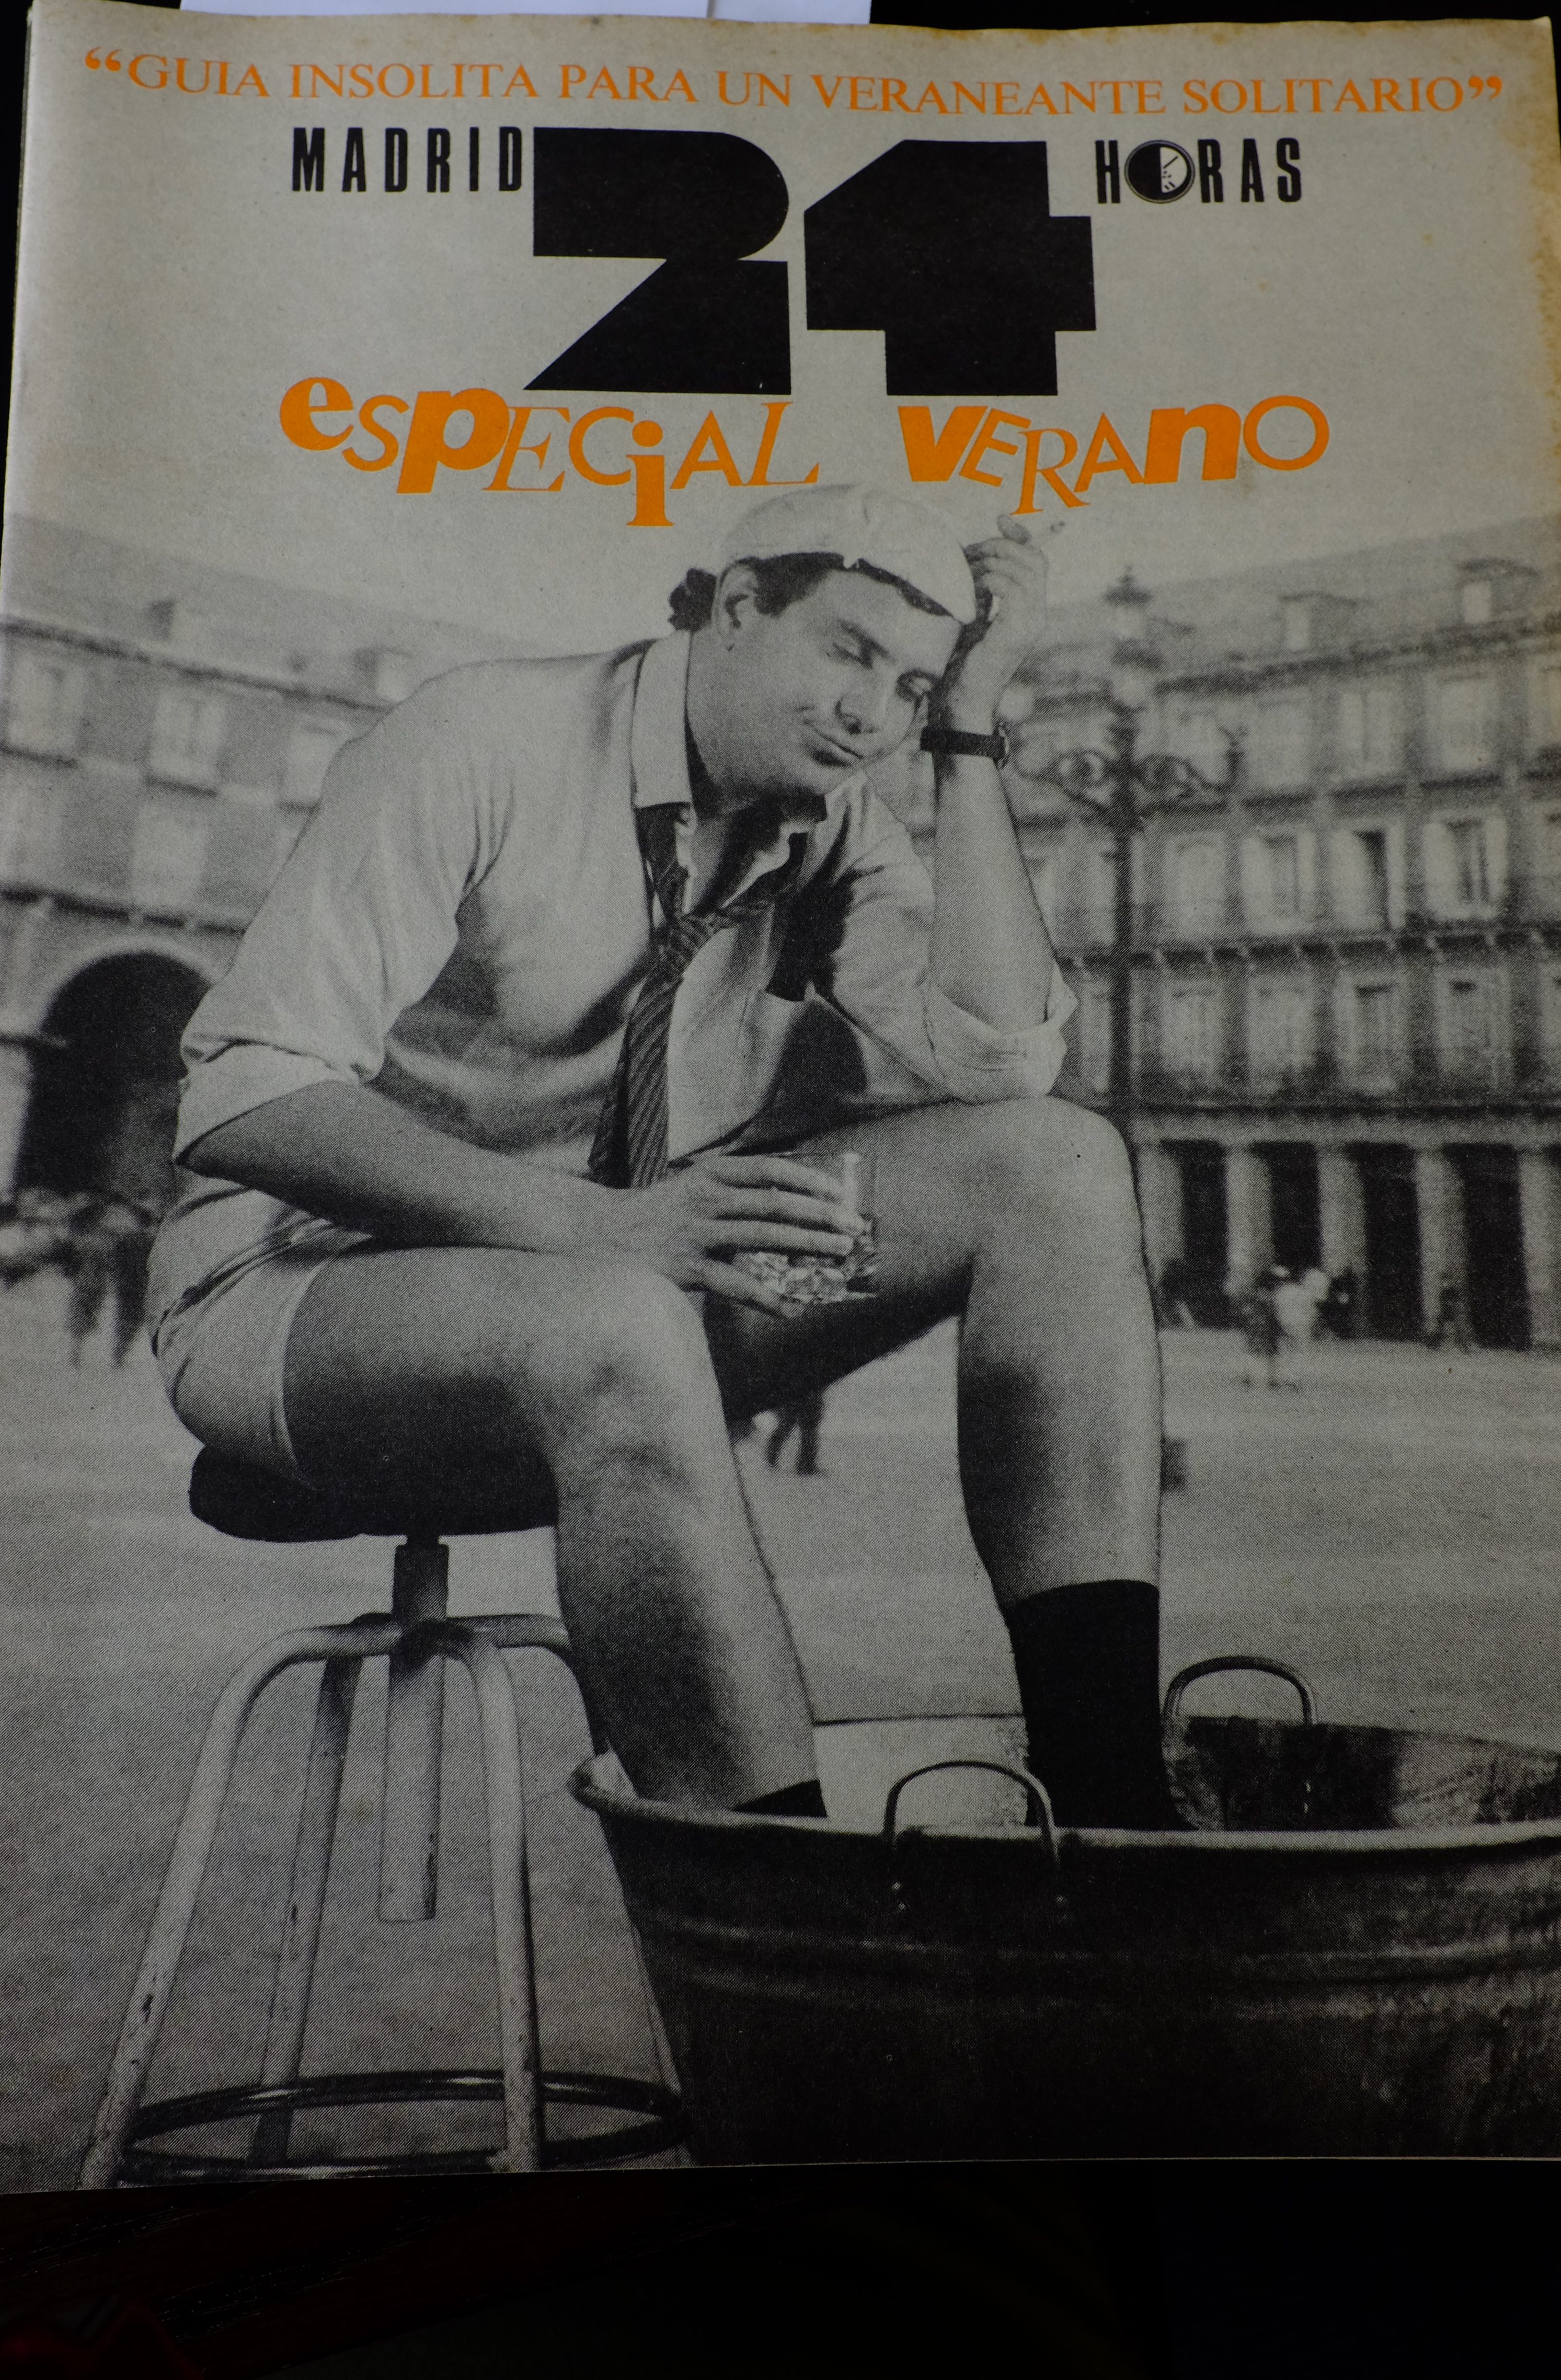 “GUIA INSOLITA PARA UN VERANEANTE SOLITARIO”
MADRID 24 HORAS
esPECiAL VERAnO